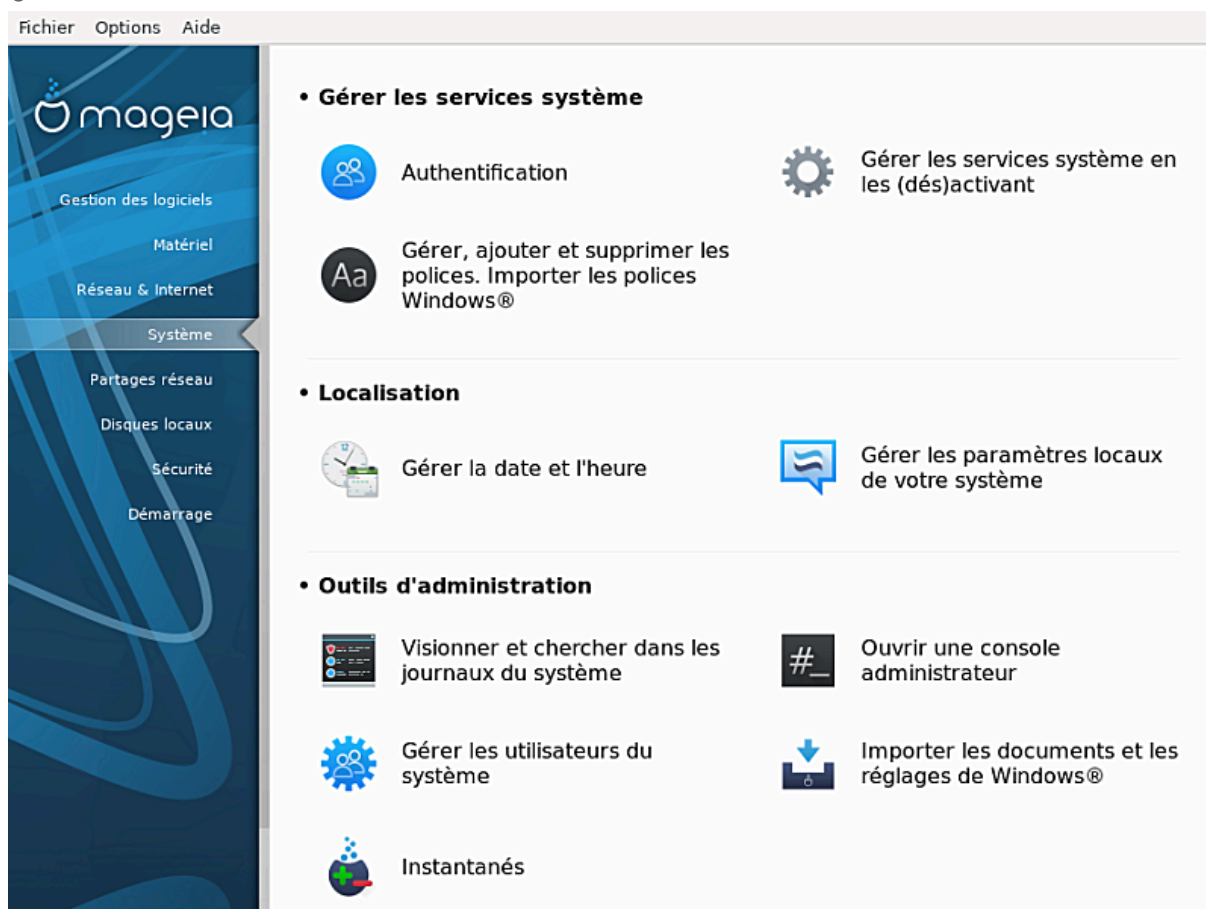 Fichier Options Aide
mageia
Gestion des logiciels
Matériel
Réseau & Internet
Système
Partages réseau
Disques locaux
Sécurité
Démarrage
• Gérer les services système
Authentification
Gérer les services système en
les (dés)activant
Aa
Gérer, ajouter et supprimer les
polices. Importer les polices
Windows®
• Localisation
12
Gérer la date et l'heure
Gérer les paramètres locaux
de votre système
• Outils d'administration
Visionner et chercher dans les
journaux du système
#_
Ouvrir une console
administrateur
Gérer les utilisateurs du
système
Importer les documents et les
réglages de Windows®
Instantanés